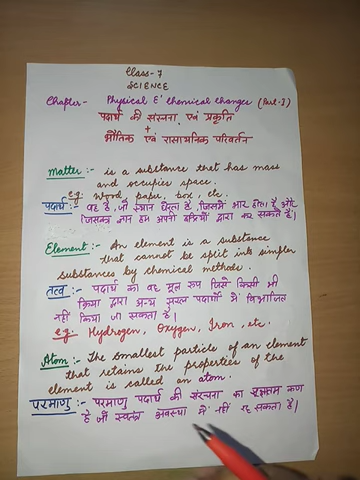 Class-7
SCIENCE
Chapter- Physical & Chemical Changes (Part-I)
पदार्थ की संरचना एवं प्रकृति
+
भौतिक एवं रासायनिक परिवर्तन
Matter:- is a substance that has mass
and occupies space.
e.g. wood, paper, box, etc.
पदार्थ:- वह है, जो स्थान घेरता है, जिसमें भार होता है और
जिसका ज्ञान हम अपनी इन्द्रियों द्वारा कर सकते हैं।
Element:- An element is a substance
that cannot be split into simpler
substances by chemical methods.
तत्व:- पदार्थ का वह मूल रूप जिसे किसी भी
क्रिया द्वारा अन्य सरल पदार्थों में विभाजित
नहीं किया जा सकता है।
e.g. Hydrogen, Oxygen, Iron, etc.
Atom:- The smallest particle of an element
that retains the properties of the
element is called an atom.
परमाणु:- परमाणु पदार्थ की संरचना का सूक्ष्मतम कण
है जो स्वतंत्र अवस्था में नहीं रह सकता है।